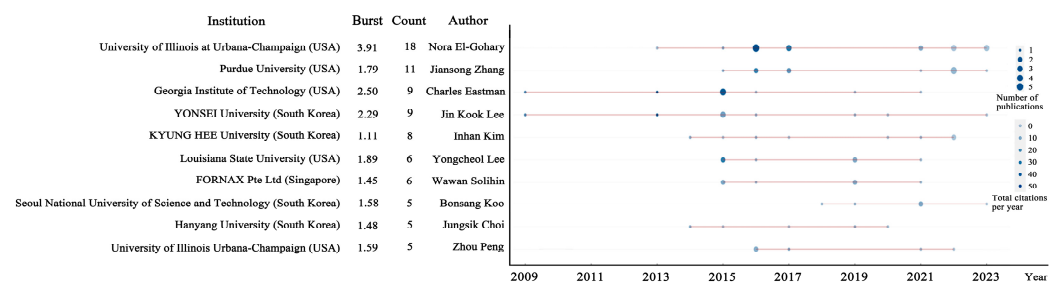 Institution Burst Count Author
University of Illinois at Urbana-Champaign (USA) 3.91 18 Nora El-Gohary
Purdue University (USA) 1.79 11 Jiansong Zhang
Georgia Institute of Technology (USA) 2.50 9 Charles Eastman
YONSEI University (South Korea) 2.29 9 Jin Kook Lee
KYUNG HEE University (South Korea) 1.11 8 Inhan Kim
Louisiana State University (USA) 1.89 6 Yongcheol Lee
FORNAX Pte Ltd (Singapore) 1.45 6 Wawan Solihin
Seoul National University of Science and Technology (South Korea) 1.58 5 Bonsang Koo
Hanyang University (South Korea) 1.48 5 Jungsik Choi
University of Illinois Urbana-Champaign (USA) 1.59 5 Zhou Peng
1
2
3
4
5
Number of
publications
0
10
20
30
40
50
Total citations
per year
2009 2011 2013 2015 2017 2019 2021 2023 Year